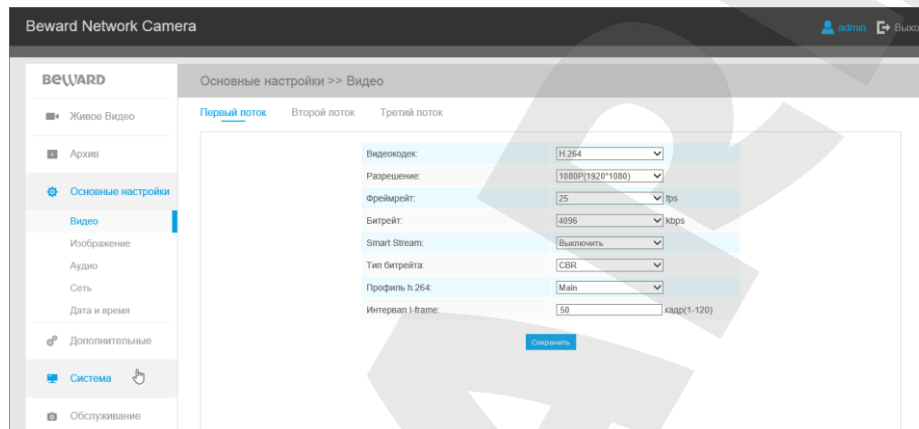 Beward Network Camera
admin
BEWARD
Основные настройки >> Видео
Живое Видео
Архив
Основные настройки
Видео
Изображение
Аудио
Сеть
Дата и время
Дополнительные
Система
Обслуживание
Первый поток Второй поток Третий поток
Видеокодек: H.264
Разрешение: 1080P(1920*1080)
Фреймрейт: 25 fps
Битрейт: 4096 kbps
Smart Stream: Выключить
Тип битрейта: CBR
Профиль h.264: Main
Интервал I-frame: 50 кадр(1-120)
Сохранить